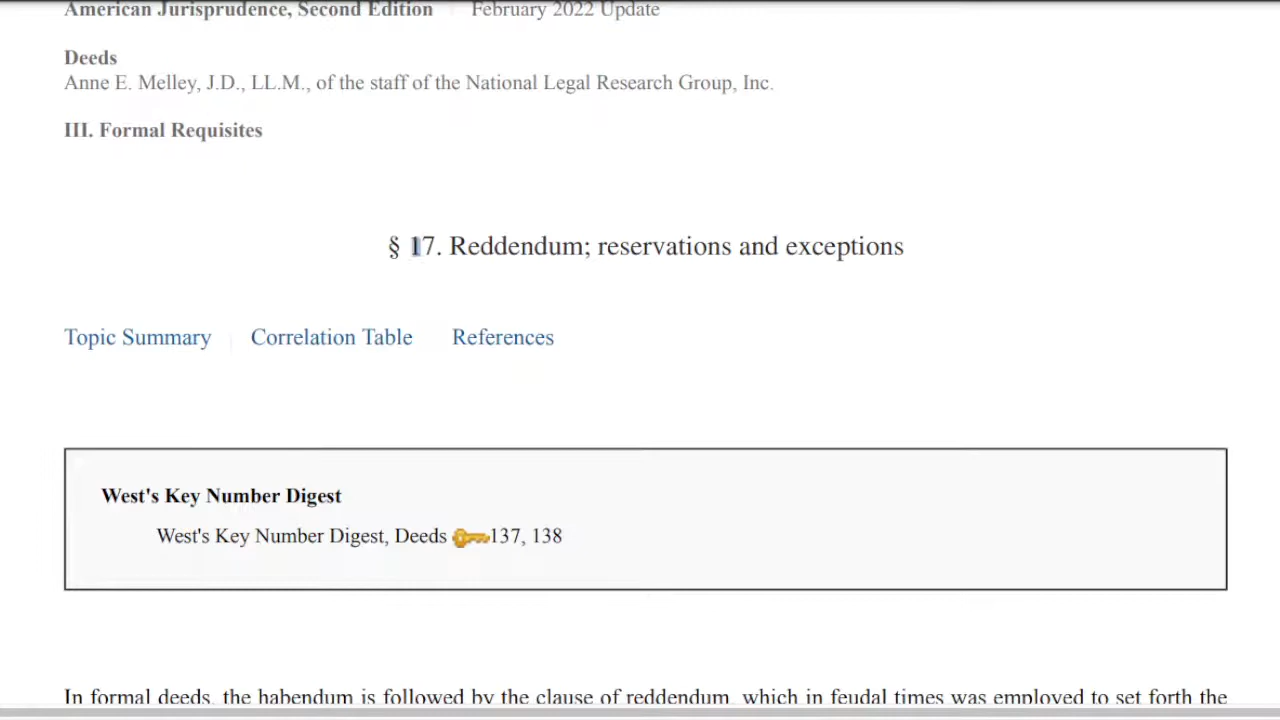 American Jurisprudence, Second Edition February 2022 Update
Deeds
Anne E. Melley, J.D., LL.M., of the staff of the National Legal Research Group, Inc.
III. Formal Requisites
§ 17. Reddendum; reservations and exceptions
Topic Summary Correlation Table References
West's Key Number Digest
West's Key Number Digest, Deeds 137, 138
In formal deeds, the habendum is followed by the clause of reddendum, which in feudal times was employed to set forth the